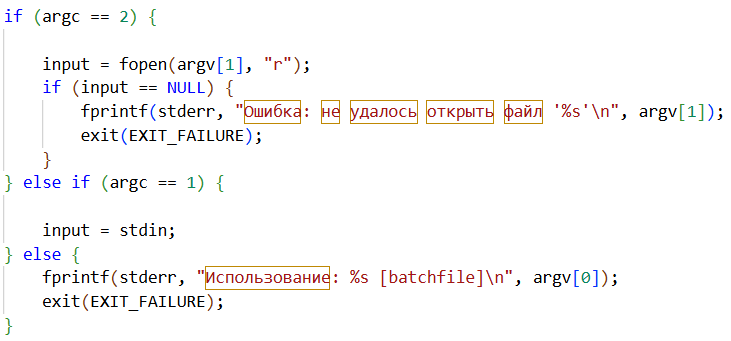 if (argc == 2) {
input = fopen(argv[1], "r");
if (input == NULL) {
fprintf(stderr, "Ошибка: не удалось открыть файл '%s'\n", argv[1]);
exit(EXIT_FAILURE);
}
} else if (argc == 1) {
input = stdin;
} else {
fprintf(stderr, "Использование: %s [batchfile]\n", argv[0]);
exit(EXIT_FAILURE);
}